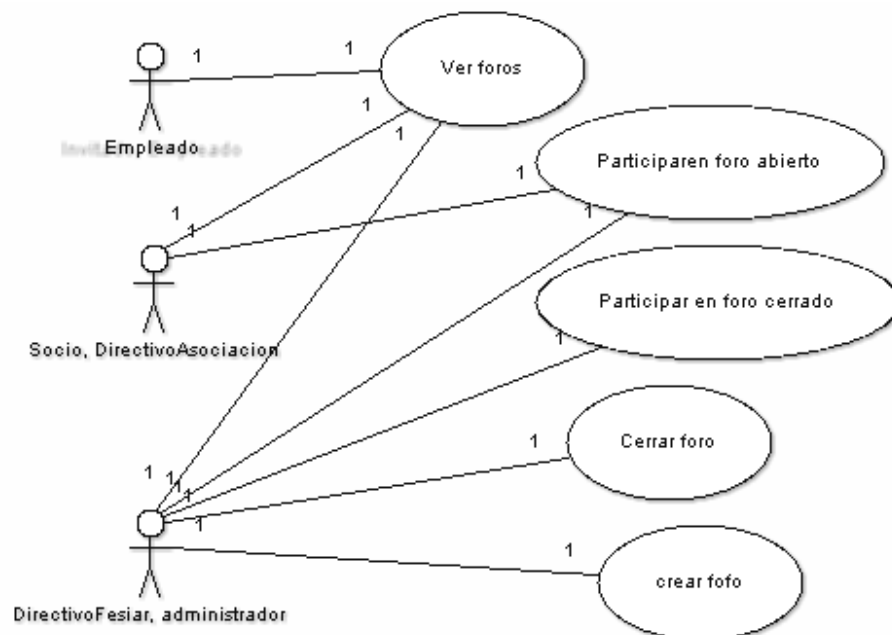 1
1
Ver foros
Empleado
1
1
Participaren foro abierto
1
1
1
1
Socio, DirectivoAsociacion
Participar en foro cerrado
1
1
Cerrar foro
1
1
1
1
1
DirectivoFesiar, administrador
1
crear fofo